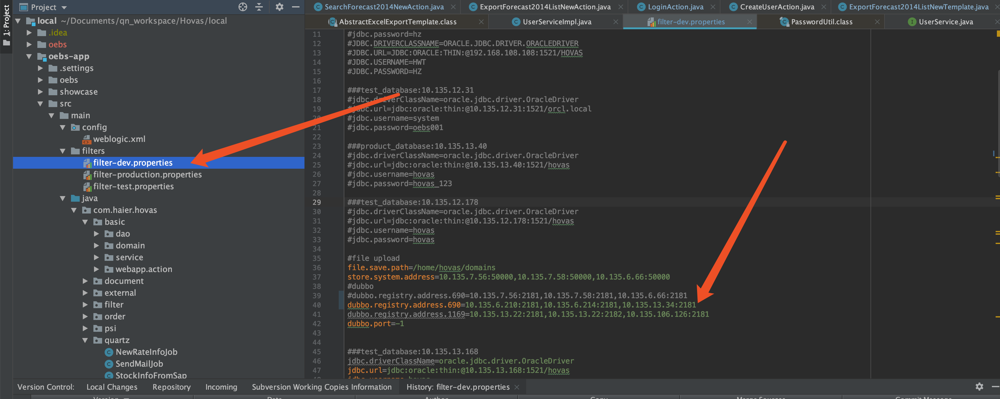 1: Project
Project
local ~/Documents/qn_workspace/Hovas/local
.idea
oebs
oebs-app
.settings
oebs
showcase
src
main
config
weblogic.xml
filters
filter-dev.properties
filter-production.properties
filter-test.properties
java
com.haier.hovas
basic
dao
domain
service
webapp.action
document
external
filter
order
psi
quartz
NewRateInfoJob
SendMailJob
StockInfoFromSap
SearchForecast2014NewAction.java
ExportForecast2014ListNewAction.java
LoginAction.java
CreateUserAction.java
ExportForecast2014ListNewTemplate.java
AbstractExcelExportTemplate.class
UserServiceImpl.java
filter-dev.properties
PasswordUtil.class
UserService.java
11 #jdbc.password=hz
12 #JDBC.DRIVERCLASSNAME=ORACLE.JDBC.DRIVER.ORACLEDRIVER
13 #JDBC.URL=JDBC:ORACLE:THIN:@192.168.108.108:1521/HOVAS
14 #JDBC.USERNAME=HWT
15 #JDBC.PASSWORD=HZ
16
17 ###test_database:10.135.12.31
18 #jdbc.driverClassName=oracle.jdbc.driver.OracleDriver
19 #jdbc.url=jdbc:oracle:thin:@10.135.12.31:1521/orcl.local
20 #jdbc.username=system
21 #jdbc.password=oebs001
22
23 ###product_database:10.135.13.40
24 #jdbc.driverClassName=oracle.jdbc.driver.OracleDriver
25 #jdbc.url=jdbc:oracle:thin:@10.135.13.40:1521/hovas
26 #jdbc.username=hovas
27 #jdbc.password=hovas_123
28
29 ###test_database:10.135.12.178
30 #jdbc.driverClassName=oracle.jdbc.driver.OracleDriver
31 #jdbc.url=jdbc:oracle:thin:@10.135.12.178:1521/hovas
32 #jdbc.username=hovas
33 #jdbc.password=hovas
34
35 #file upload
36 file.save.path=/home/hovas/domains
37 store.system.address=10.135.7.56:50000,10.135.7.58:50000,10.135.6.66:50000
38 #dubbo
39 #dubbo.registry.address.690=10.135.7.56:2181,10.135.7.58:2181,10.135.6.66:2181
40 dubbo.registry.address.690=10.135.6.210:2181,10.135.6.214:2181,10.135.13.34:2181
41 dubbo.registry.address.1169=10.135.13.22:2181,10.135.13.22:2182,10.135.106.126:2181
42 dubbo.port=-1
43
44
45 ###test_database:10.135.13.168
46 jdbc.driverClassName=oracle.jdbc.driver.OracleDriver
47 jdbc.url=jdbc:oracle:thin:@10.135.13.168:1521/hovas
Version Control: Local Changes Repository Incoming Subversion Working Copies Information History: filter-dev.properties